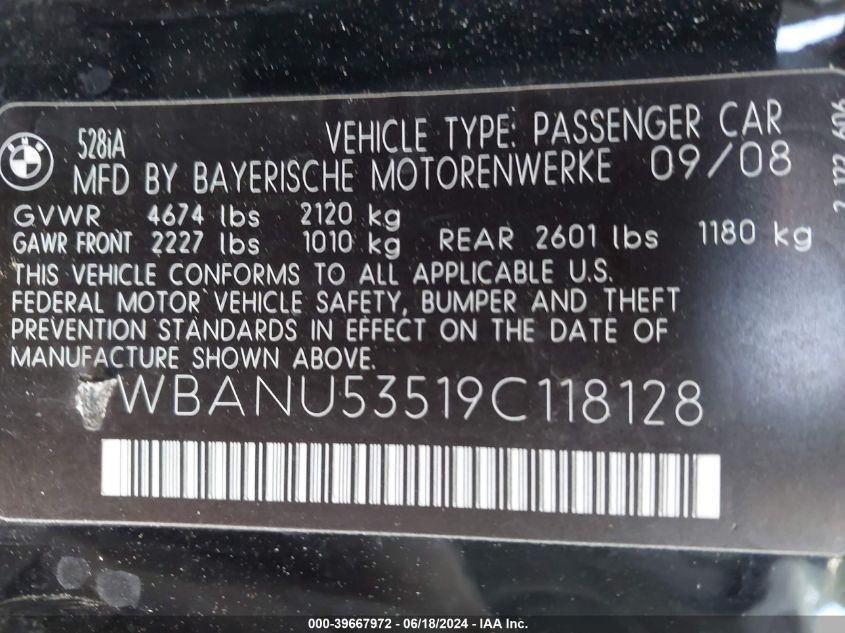 528iA
VEHICLE TYPE: PASSENGER CAR
MFD BY BAYERISCHE MOTORENWERKE 09/08
GVWR 4674 lbs 2120 kg
GAWR FRONT 2227 lbs 1010 kg REAR 2601 lbs 1180 kg
THIS VEHICLE CONFORMS TO ALL APPLICABLE U.S.
FEDERAL MOTOR VEHICLE SAFETY, BUMPER AND THEFT
PREVENTION STANDARDS IN EFFECT ON THE DATE OF
MANUFACTURE SHOWN ABOVE.
WBANU53519C118128
BMW
000-39667972 - 06/18/2024 - IAA, Inc.